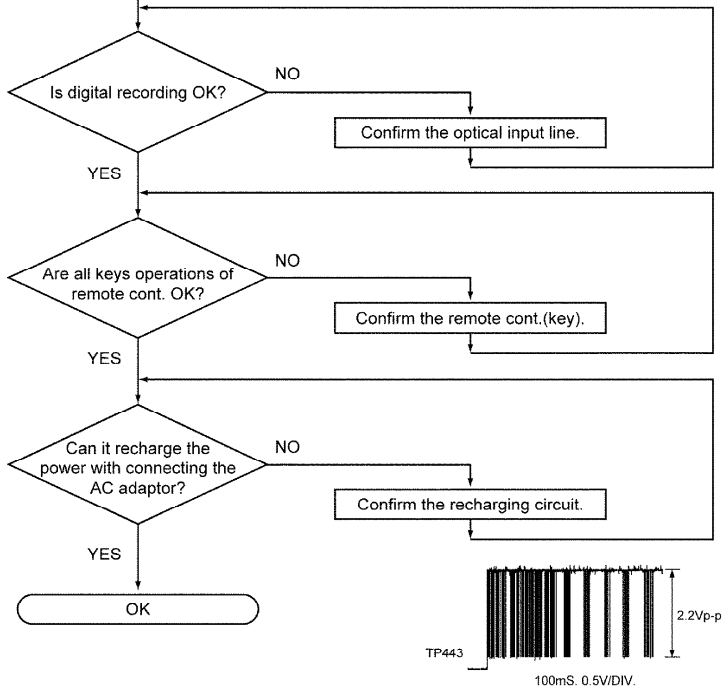 Is digital recording OK?
NO
Confirm the optical input line.
YES
Are all keys operations of
remote cont. OK?
NO
Confirm the remote cont.(key).
YES
Can it recharge the
power with connecting the
AC adaptor?
NO
Confirm the recharging circuit.
YES
OK
TP443
2.2Vp-p
100mS. 0.5V/DIV.